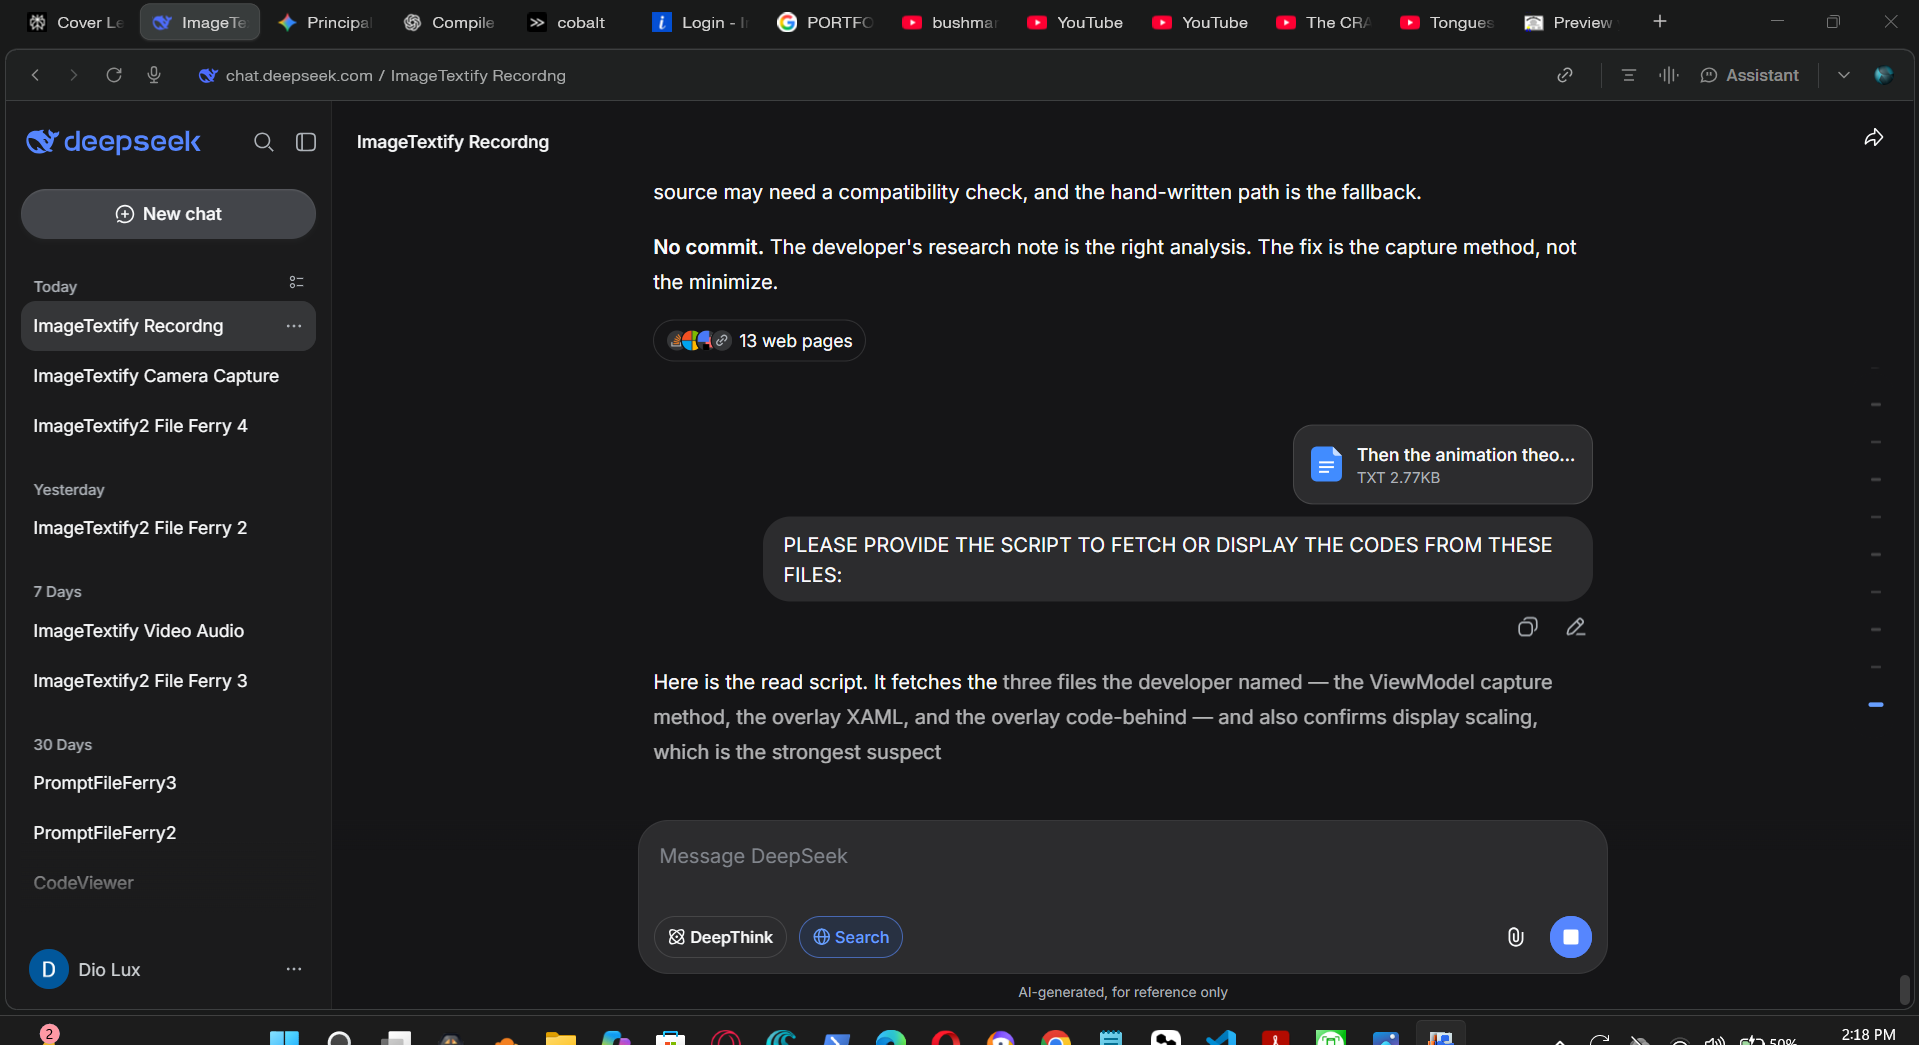 Cover Le
ImageTe
Principal
Compile
cobalt
Login - I
PORTFO
bushmar
YouTube
YouTube
The CRA
Tongues
Preview
chat.deepseek.com / ImageTextify Recordng
Assistant
deepseek
New chat
Today
ImageTextify Recordng
ImageTextify Camera Capture
ImageTextify2 File Ferry 4
Yesterday
ImageTextify2 File Ferry 2
7 Days
ImageTextify Video Audio
ImageTextify2 File Ferry 3
30 Days
PromptFileFerry3
PromptFileFerry2
CodeViewer
D Dio Lux
ImageTextify Recordng
source may need a compatibility check, and the hand-written path is the fallback.
No commit. The developer's research note is the right analysis. The fix is the capture method, not
the minimize.
13 web pages
Then the animation theo...
TXT 2.77KB
PLEASE PROVIDE THE SCRIPT TO FETCH OR DISPLAY THE CODES FROM THESE
FILES:
Here is the read script. It fetches the three files the developer named — the ViewModel capture
method, the overlay XAML, and the overlay code-behind — and also confirms display scaling,
which is the strongest suspect
Message DeepSeek
DeepThink
Search
AI-generated, for reference only
2
50%
2:18 PM